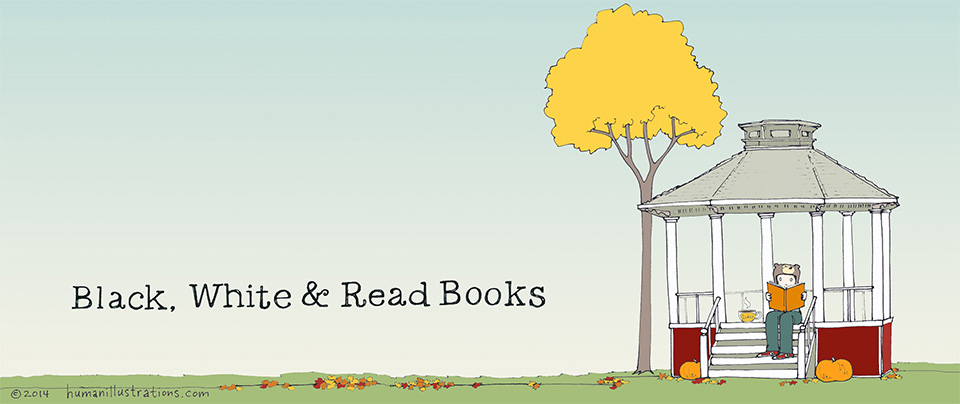 Black, White & Read Books
© 2014 humanillustrations.com